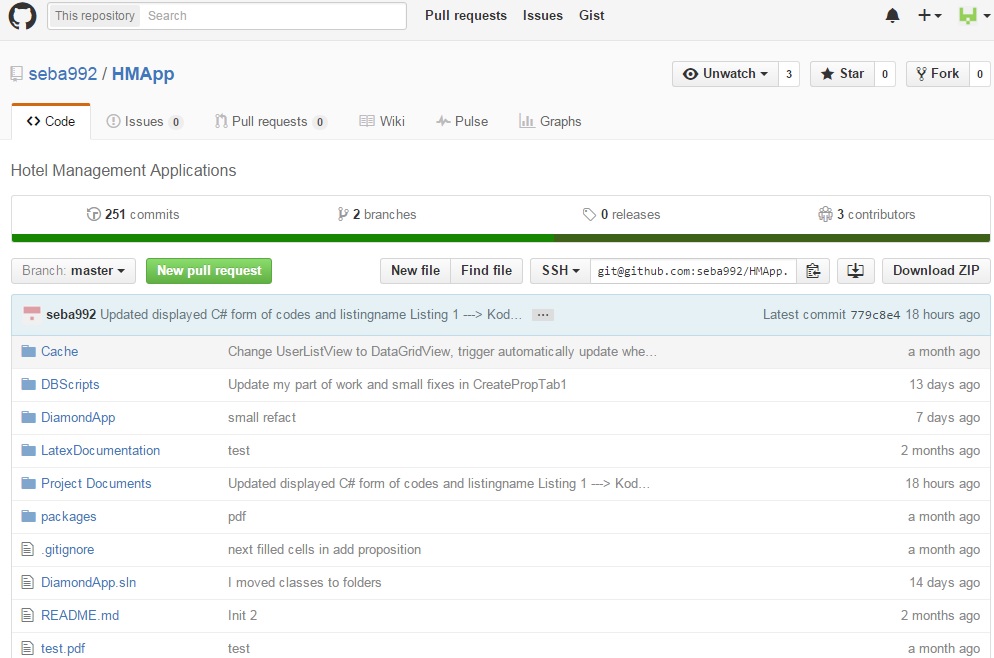 This repository Search Pull requests Issues Gist
seba992 / HMApp Unwatch 3 Star 0 Fork 0
Code Issues 0 Pull requests 0 Wiki Pulse Graphs
Hotel Management Applications
251 commits 2 branches 0 releases 3 contributors
Branch: master New pull request New file Find file SSH git@github.com:seba992/HMApp. Download ZIP
seba992 Updated displayed C# form of codes and listingname Listing 1 ---> Kod... ... Latest commit 779c8e4 18 hours ago
Cache Change UserListView to DataGridView, trigger automatically update whe... a month ago
DBScripts Update my part of work and small fixes in CreatePropTab1 13 days ago
DiamondApp small refact 7 days ago
LatexDocumentation test 2 months ago
Project Documents Updated displayed C# form of codes and listingname Listing 1 ---> Kod... 18 hours ago
packages pdf a month ago
.gitignore next filled cells in add proposition a month ago
DiamondApp.sln I moved classes to folders 14 days ago
README.md Init 2 2 months ago
test.pdf test a month ago